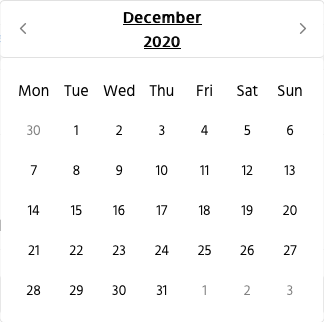 December
2020
Mon Tue Wed Thu Fri Sat Sun
30 1 2 3 4 5 6
7 8 9 10 11 12 13
14 15 16 17 18 19 20
21 22 23 24 25 26 27
28 29 30 31 1 2 3